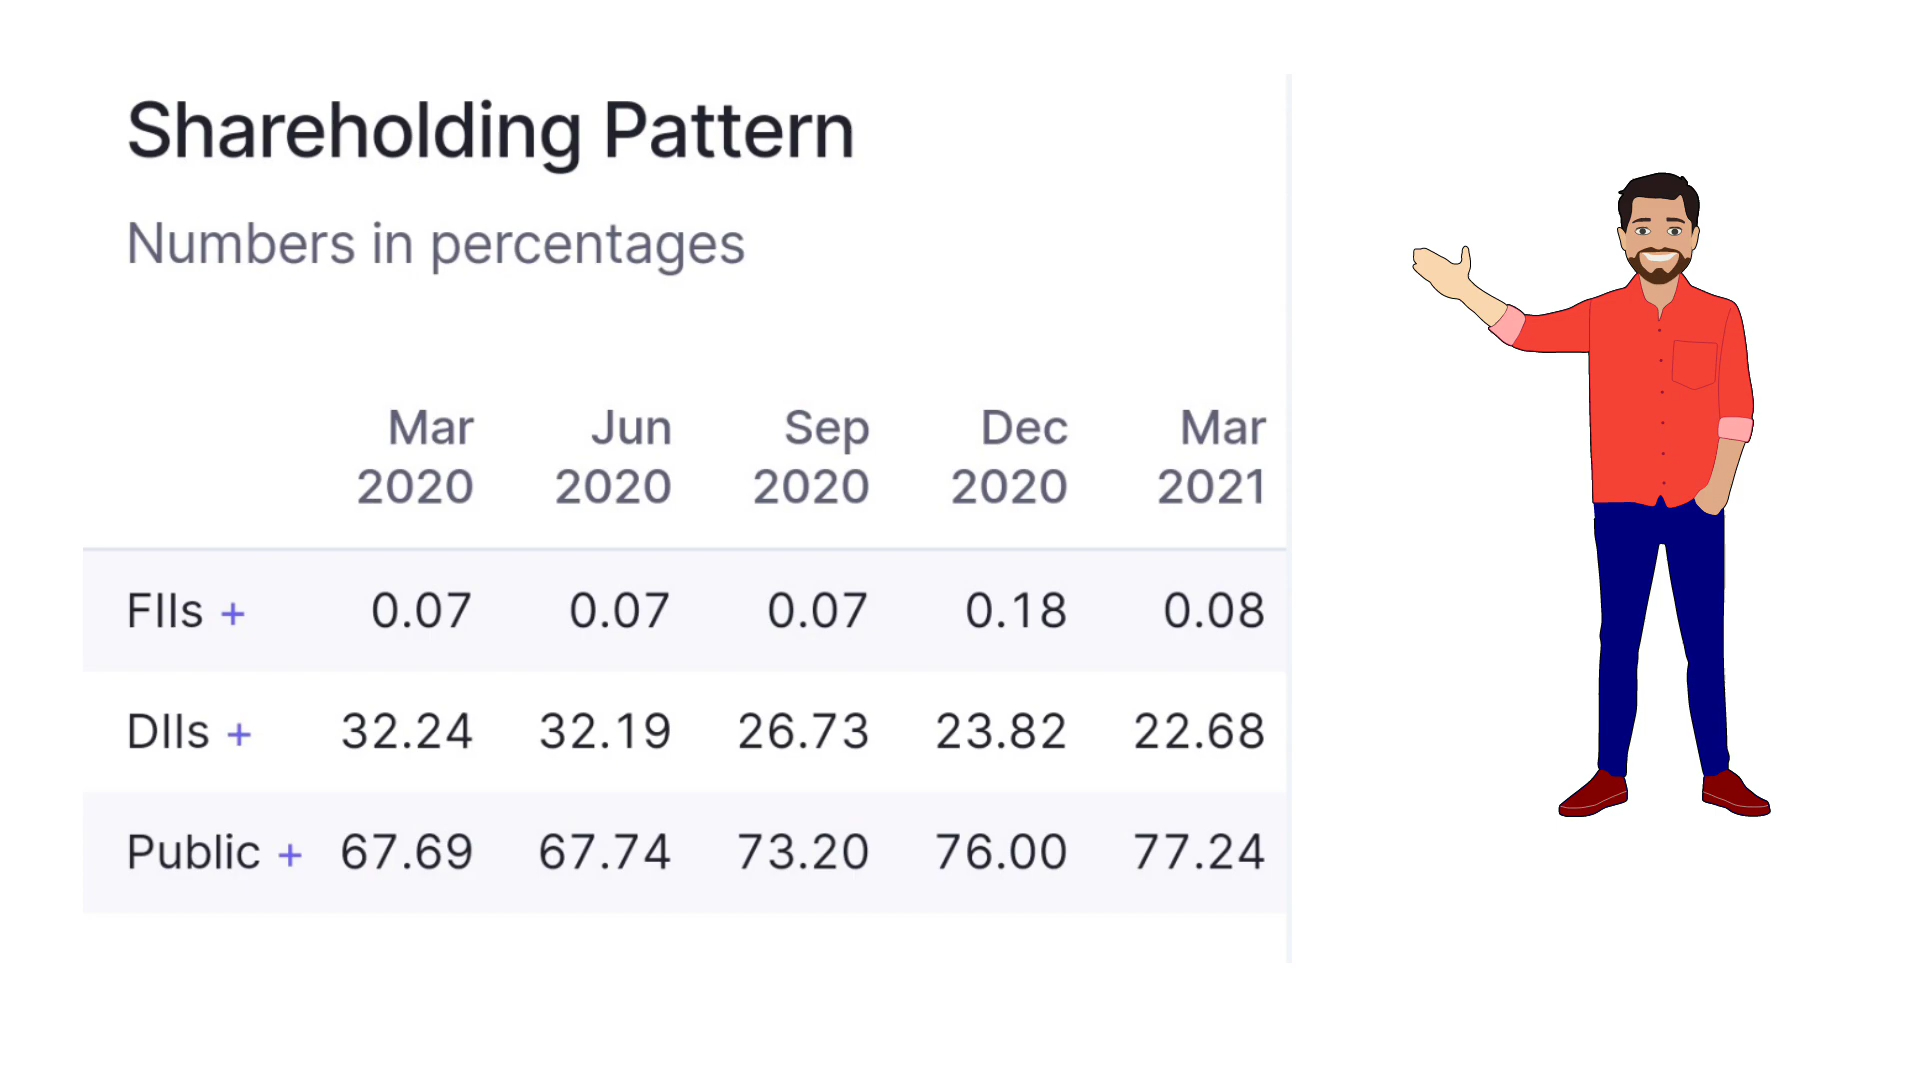 Shareholding Pattern
Numbers in percentages
Mar Jun Sep Dec Mar
2020 2020 2020 2020 2021
FIIs + 0.07 0.07 0.07 0.18 0.08
DIIs + 32.24 32.19 26.73 23.82 22.68
Public + 67.69 67.74 73.20 76.00 77.24